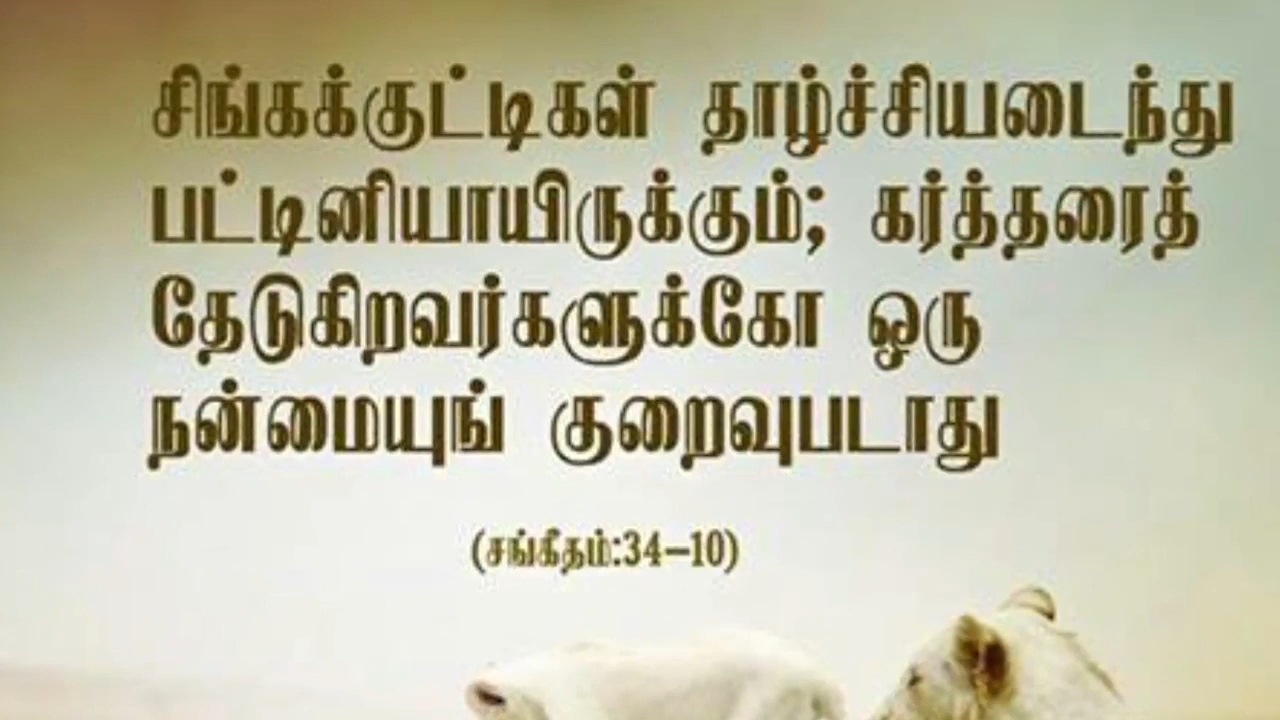 சிங்கக்குட்டிகள் தாழ்ச்சியடைந்து
பட்டினியாயிருக்கும்; கர்த்தரைத்
தேடுகிறவர்களுக்கோ ஒரு
நன்மையுங் குறைவுபடாது
(சங்கீதம்:34-10)